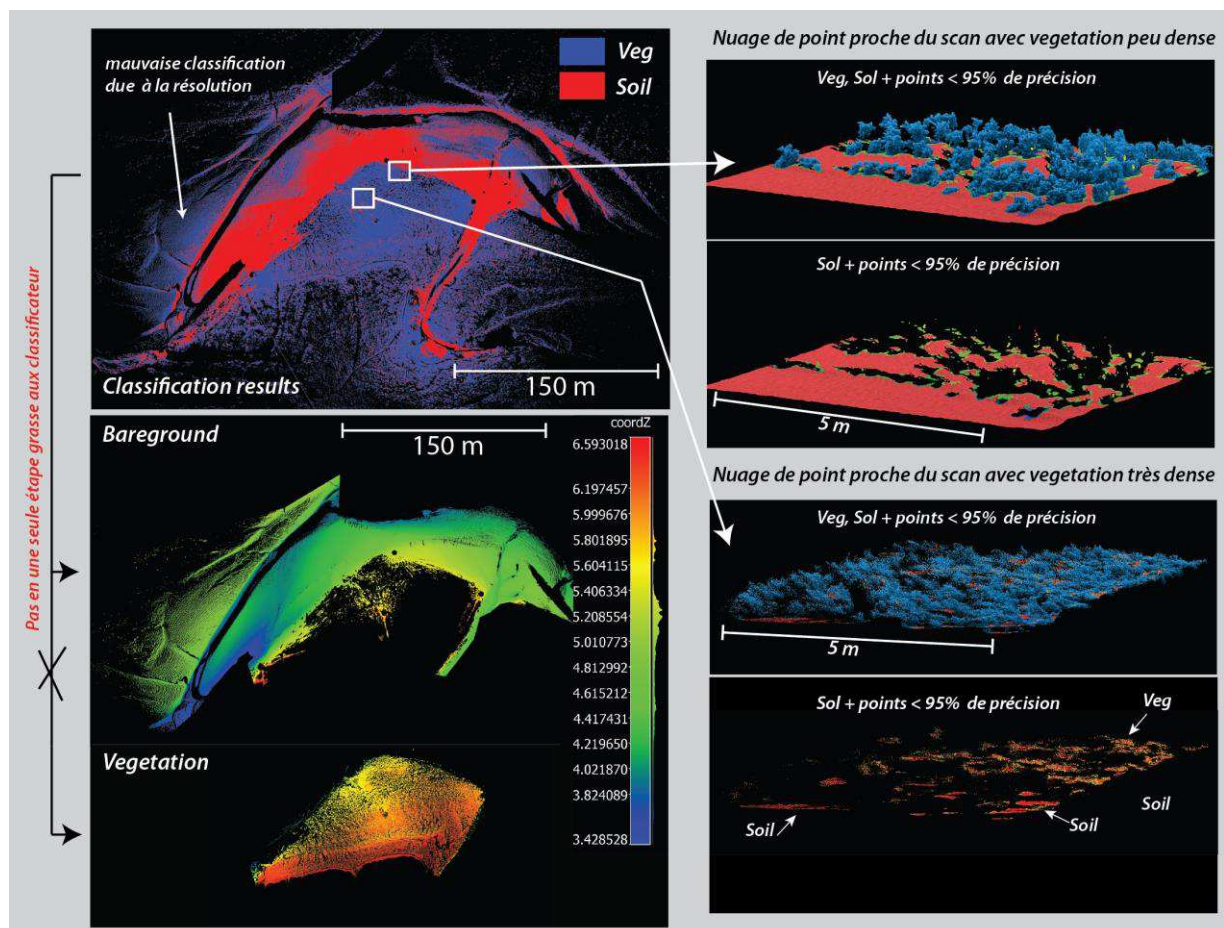 mauvaise classification
due à la résolution
Veg
Soil
Classification results
150 m
Pas en une seule étape grasse aux classificateur
Bareground
150 m
coordZ
6.593018
6.197457
5.999676
5.801895
5.604115
5.406334
5.208554
5.010773
4.812992
4.615212
4.417431
4.219650
4.021870
3.824089
3.428528
Vegetation
Nuage de point proche du scan avec vegetation peu dense
Veg, Sol + points < 95% de précision
Sol + points < 95% de précision
5 m
Nuage de point proche du scan avec vegetation très dense
Veg, Sol + points < 95% de précision
5 m
Sol + points < 95% de précision
Veg
Soil
Soil
Soil